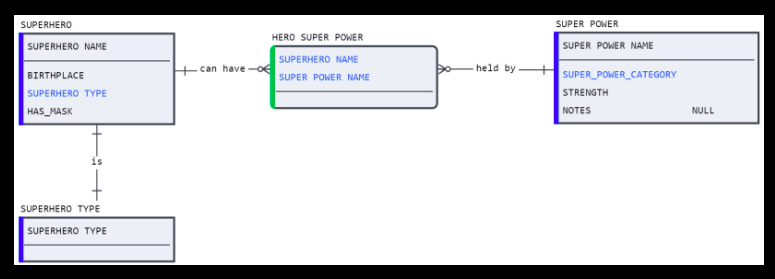 SUPERHERO
SUPERHERO NAME
BIRTHPLACE
SUPERHERO TYPE
HAS_MASK
can have
HERO SUPER POWER
SUPERHERO NAME
SUPER POWER NAME
held by
SUPER POWER
SUPER POWER NAME
SUPER_POWER_CATEGORY
STRENGTH
NOTES NULL
is
SUPERHERO TYPE
SUPERHERO TYPE